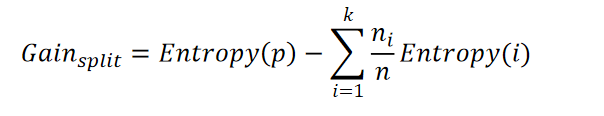 Gain_split = Entropy(p) − ∑_{i=1}^{k} n_i/n Entropy(i)